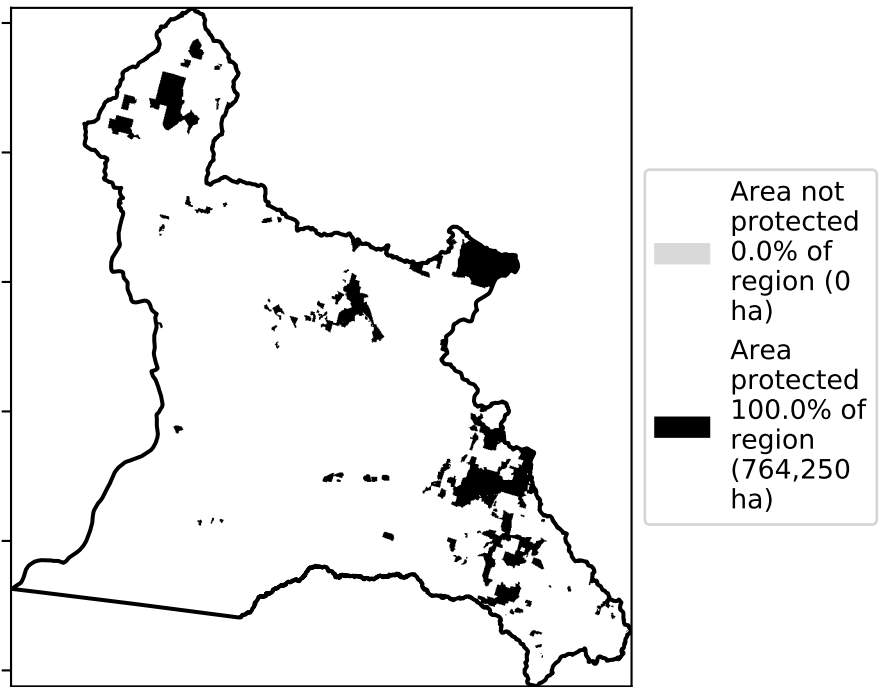 Area not
protected
0.0% of
region (0
ha)
Area
protected
100.0% of
region
(764,250
ha)